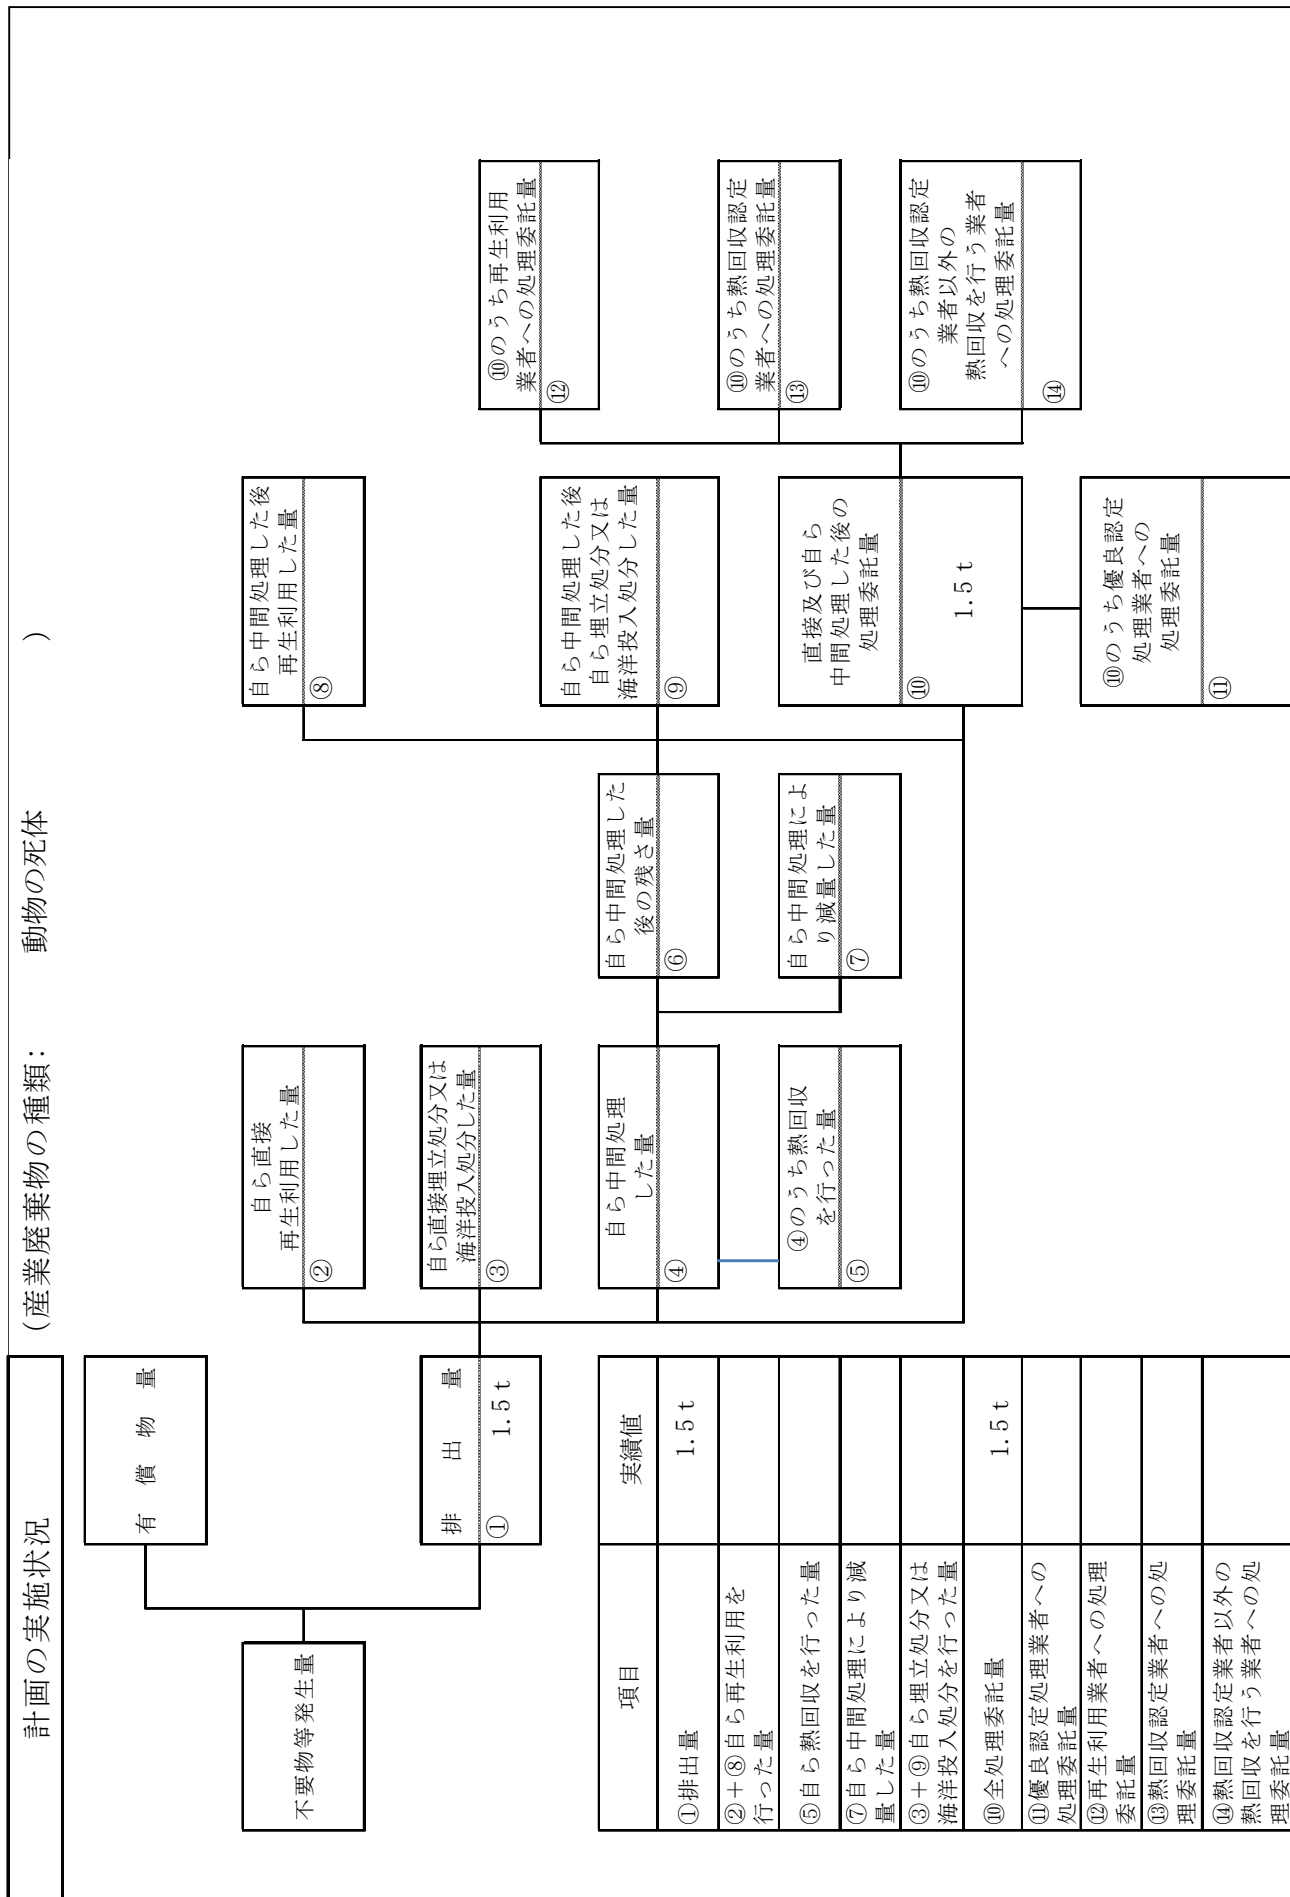 計画の実施状況
(産業廃棄物の種類： 動物の死体 )
不要物等発生量
有償物量
排出量
①
1.5ｔ
自ら直接
再生利用した量
②
自ら直接埋立処分又は
海洋投入処分した量
③
自ら中間処理
した量
④
④のうち熱回収
を行った量
⑤
自ら中間処理した
後の残さ量
⑥
自ら中間処理によ
り減量した量
⑦
自ら中間処理した後
再生利用した量
⑧
自ら中間処理した後
自ら埋立処分又は
海洋投入処分した量
⑨
直接及び自ら
中間処理した後の
処理委託量
⑩
1.5ｔ
⑩のうち優良認定
処理業者への
処理委託量
⑪
⑩のうち再生利用
業者への処理委託量
⑫
⑩のうち熱回収認定
業者への処理委託量
⑬
⑩のうち熱回収認定
業者以外の
熱回収を行う業者
への処理委託量
⑭
項目 実績値
①排出量 1.5ｔ
②＋⑧自ら再生利用を
行った量
⑤自ら熱回収を行った量
⑦自ら中間処理により減
量した量
③＋⑨自ら埋立処分又は
海洋投入処分を行った量
⑩全処理委託量 1.5ｔ
⑪優良認定処理業者への
処理委託量
⑫再生利用業者への処理
委託量
⑬熱回収認定業者への処
理委託量
⑭熱回収認定業者以外の
熱回収を行う業者への処
理委託量